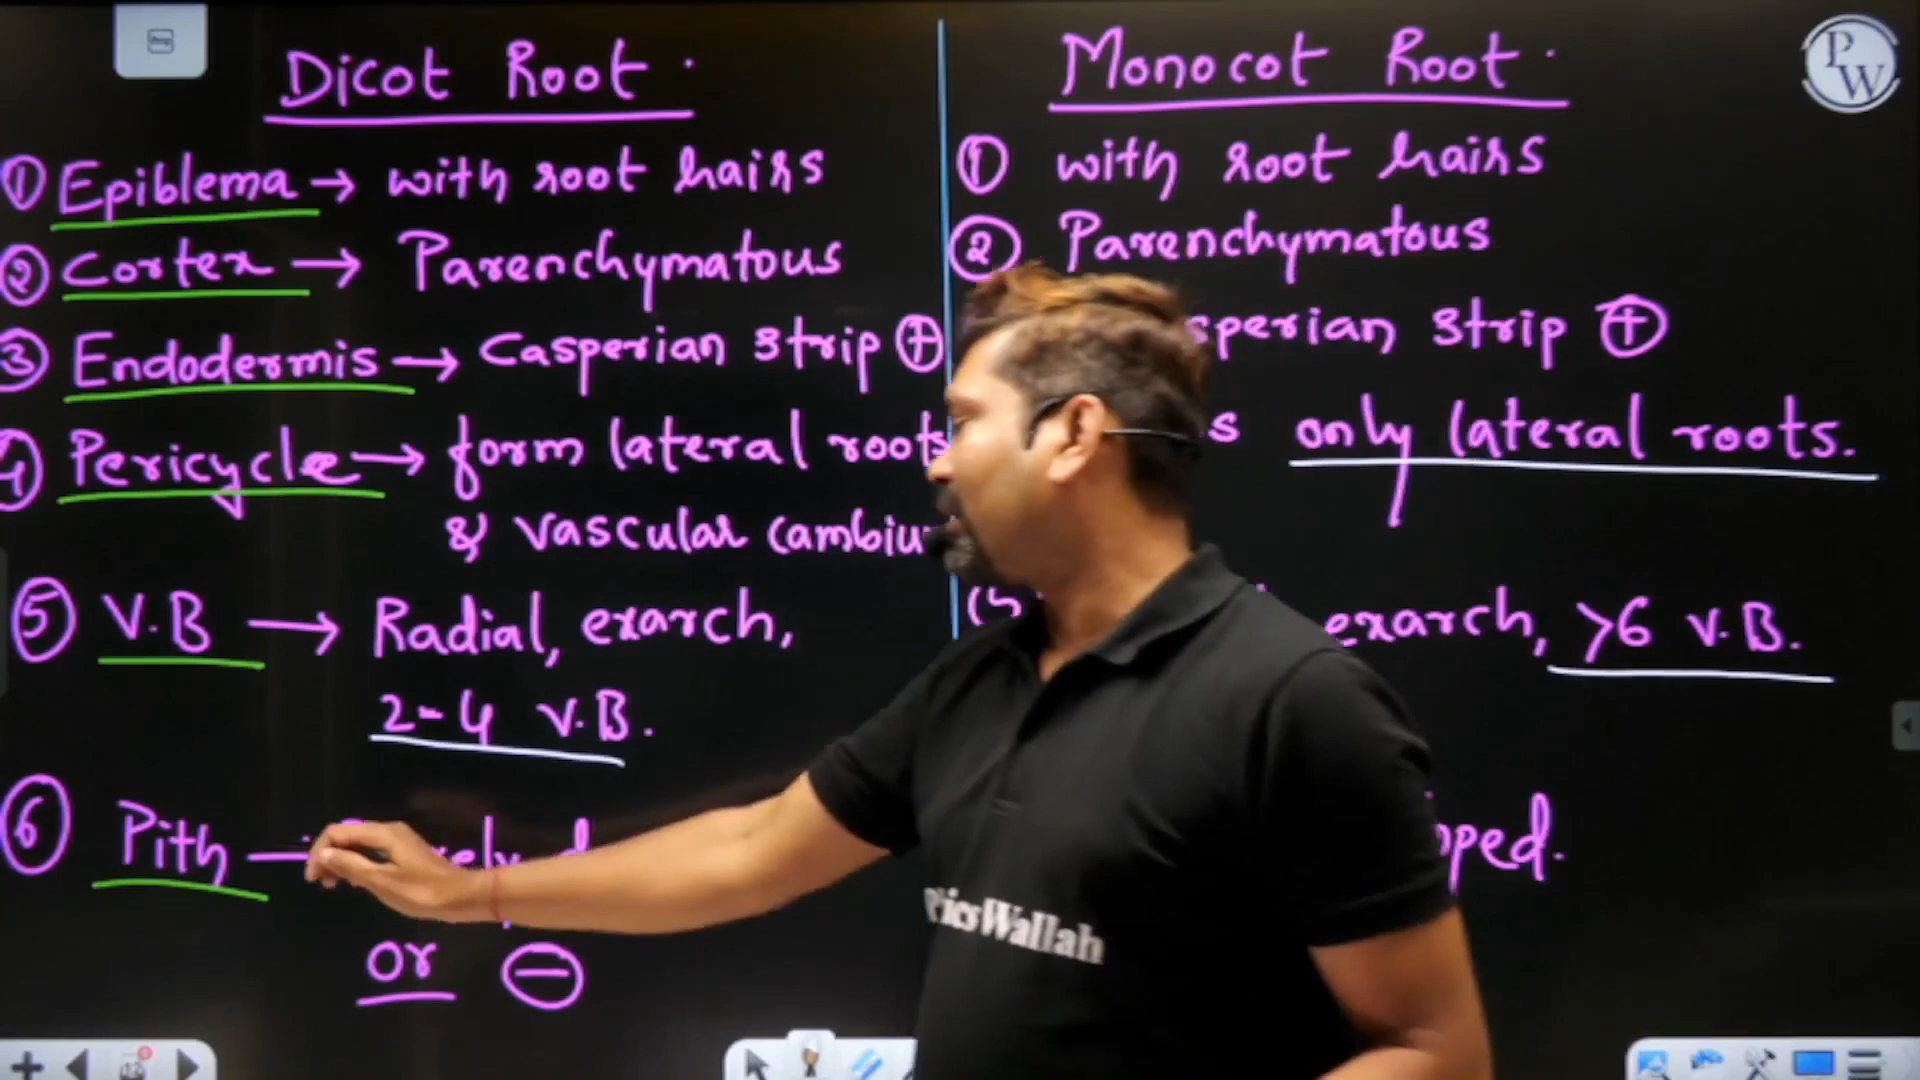 Dicot Root.
① Epiblema → with root hairs
② Cortex → Parenchymatous
③ Endodermis → Casperian strip ⊕
④ Pericycle → form lateral roots
& vascular cambiu
⑤ V.B → Radial, exarch,
2-4 V.B.
⑥ Pith
or ⊖
Monocot Root.
① with root hairs
② Parenchymatous
sperian strip ⊕
s only lateral roots.
exarch, >6 V.B.
pped.
PW
icsWallah